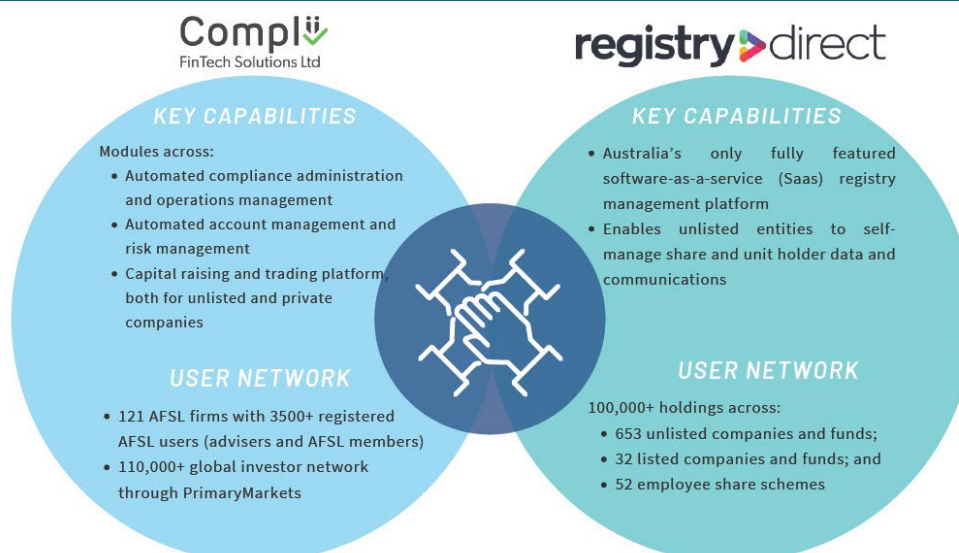 Complii
FinTech Solutions Ltd
KEY CAPABILITIES
Modules across:
• Automated compliance administration
and operations management
• Automated account management and
risk management
• Capital raising and trading platform,
both for unlisted and private
companies
USER NETWORK
• 121 AFSL firms with 3500+ registered
AFSL users (advisers and AFSL members)
• 110,000+ global investor network
through PrimaryMarkets
registry direct
KEY CAPABILITIES
• Australia’s only fully featured
software-as-a-service (Saas) registry
management platform
• Enables unlisted entities to self-
manage share and unit holder data and
communications
USER NETWORK
100,000+ holdings across:
• 653 unlisted companies and funds;
• 32 listed companies and funds; and
• 52 employee share schemes